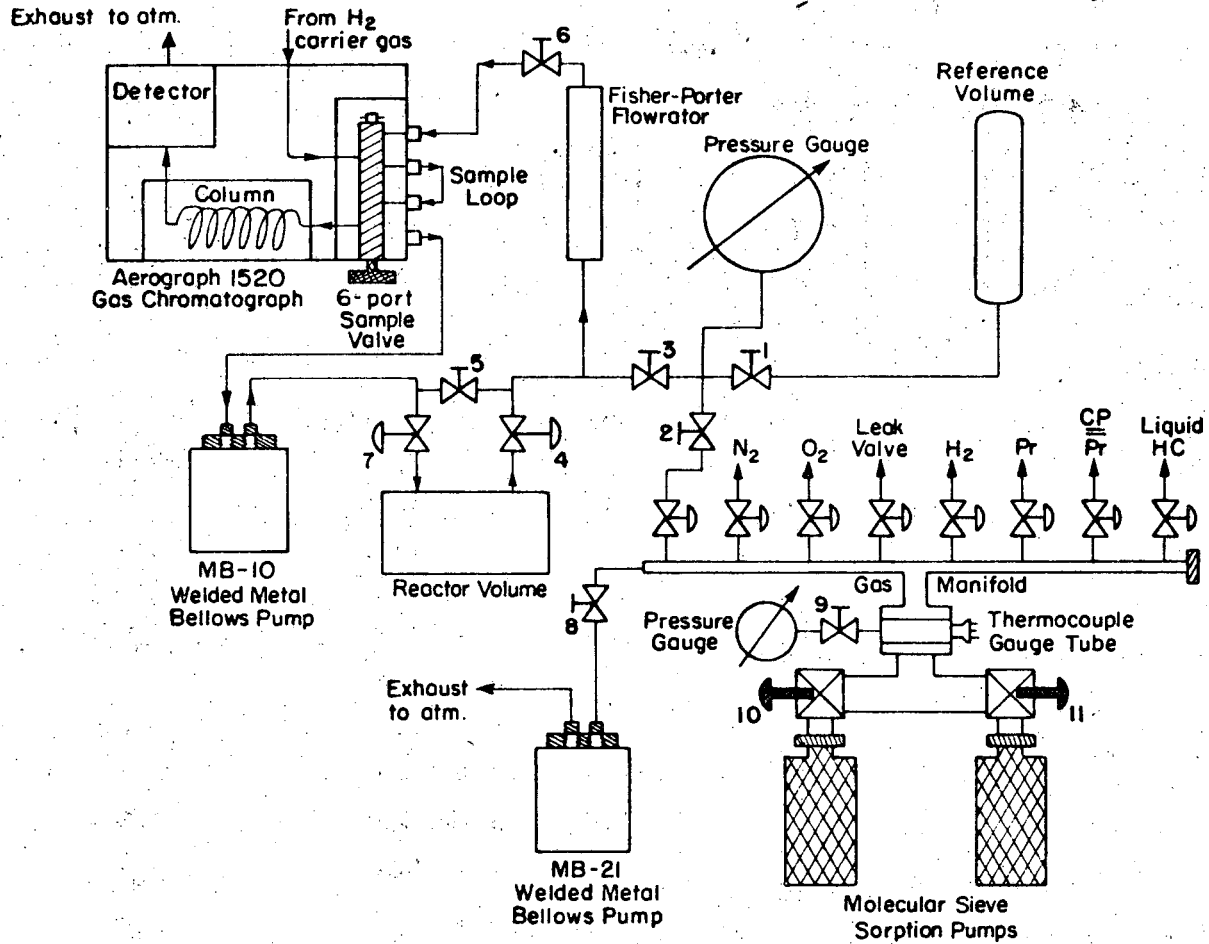 Exhaust to atm.
From H2
carrier gas
6
Detector
Fisher-Porter
Flowrator
Reference
Volume
Pressure Gauge
Sample
Loop
Column
Aerograph 1520
Gas Chromatograph
6-port
Sample
Valve
5
3
1
7
4
2
N2
O2
Leak
Valve
H2
Pr
CP
Pr
Liquid
HC
MB-10
Welded Metal
Bellows Pump
Reactor Volume
Gas Manifold
8
Pressure
Gauge
9
Thermocouple
Gauge Tube
Exhaust
to atm.
10
11
MB-21
Welded Metal
Bellows Pump
Molecular Sieve
Sorption Pumps